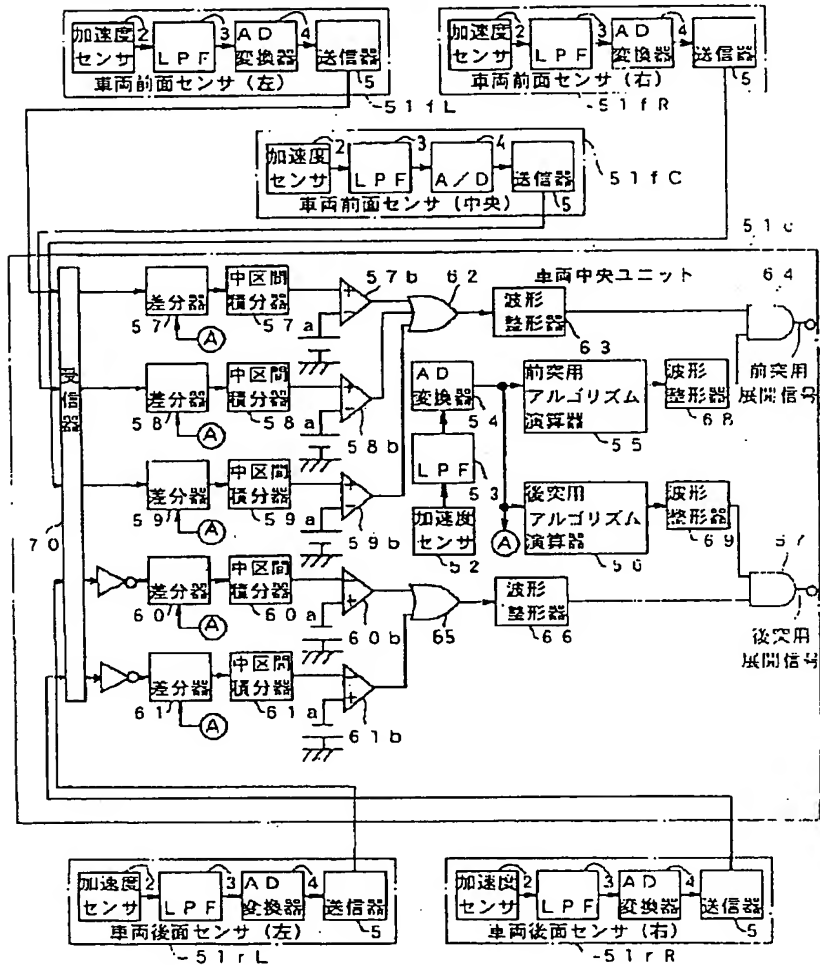 加速度
センサ
2
LPF
3
AD
変換器
4
送信器
5
車両前面センサ(左)
51fL
加速度
センサ
2
LPF
3
AD
変換器
4
送信器
5
車両前面センサ(右)
51fR
加速度
センサ
2
LPF
3
A/D
4
送信器
5
車両前面センサ(中央)
51fC
51c
車両中央ユニット
受信器
70
差分器
57
A
中区間
積分器
57a
57b
62
波形
整形器
63
64
前突用
展開信号
差分器
58
A
中区間
積分器
58a
58b
AD
変換器
54
前突用
アルゴリズム
演算器
55
波形
整形器
68
LPF
53
差分器
59
A
中区間
積分器
59a
59b
加速度
センサ
52
A
後突用
アルゴリズム
演算器
56
波形
整形器
69
67
後突用
展開信号
差分器
60
A
中区間
積分器
60a
60b
65
波形
整形器
66
差分器
61
A
中区間
積分器
61a
61b
加速度
センサ
2
LPF
3
AD
変換器
4
送信器
5
車両後面センサ(左)
51rL
加速度
センサ
2
LPF
3
AD
変換器
4
送信器
5
車両後面センサ(右)
51rR